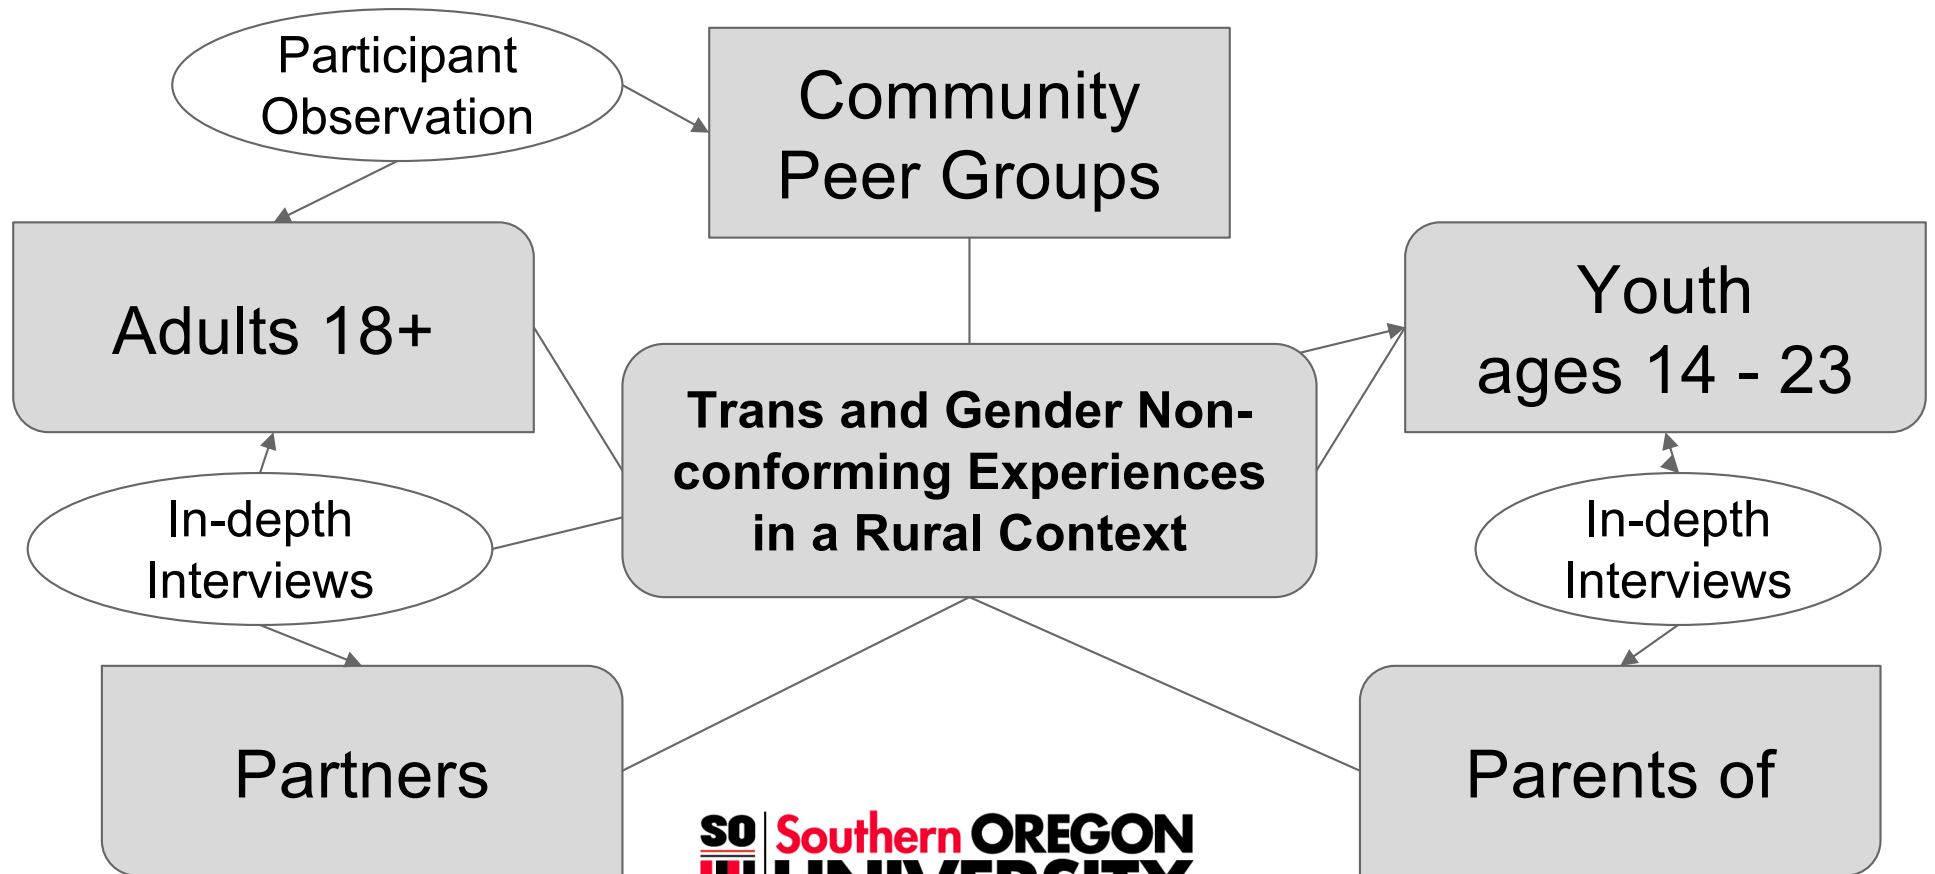 Participant
Observation
Community
Peer Groups
Adults 18+
Youth
ages 14 - 23
Trans and Gender Non-
conforming Experiences
in a Rural Context
In-depth
Interviews
In-depth
Interviews
Partners
Parents of
SO Southern OREGON
UNIVERSITY